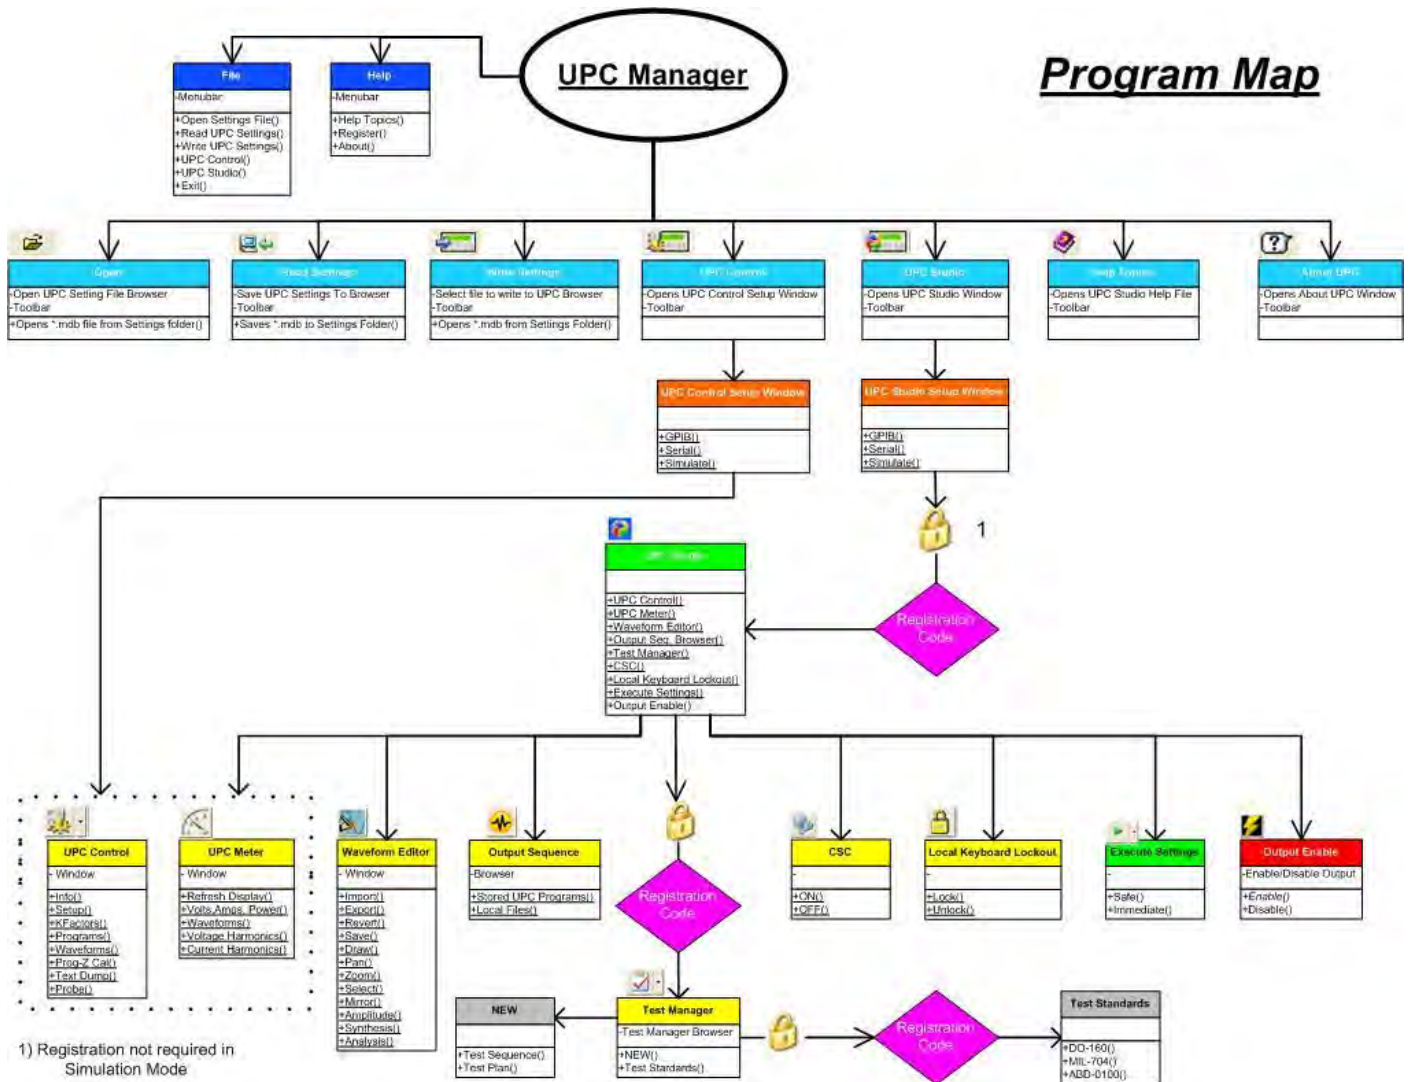 UPC Manager
Program Map
File
-Menubar
+Open Settings File()
+Read UPC Settings()
+Write UPC Settings()
+UPC Control()
+UPC Studio()
+Exit()
Help
-Menubar
+Help Topics()
+Register()
+About()
Open
-Open UPC Setting File Browser
-Toolbar
+Opens *.mdb file from Settings folder()
Read Settings
-Save UPC Settings To Browser
-Toolbar
+Saves *.mdb to Settings Folder()
Write Settings
-Select file to write to UPC Browser
-Toolbar
+Opens *.mdb from Settings Folder()
UPC Control
-Opens UPC Control Setup Window
-Toolbar
UPC Studio
-Opens UPC Studio Window
-Toolbar
Help Topics
-Opens UPC Studio Help File
-Toolbar
About UPC
-Opens About UPC Window
-Toolbar
UPC Control Setup Window
+GPIB()
+Serial()
+Simulate()
UPC Studio Setup Window
+GPIB()
+Serial()
+Simulate()
1
Registration
Code
UPC Studio
+UPC Control()
+UPC Meter()
+Waveform Editor()
+Output Seq. Browser()
+Test Manager()
+CSC()
+Local Keyboard Lockout()
+Execute Settings()
+Output Enable()
UPC Control
- Window
+Info()
+Setup()
+KFactors()
+Programs()
+Waveforms()
+Prog-Z Cal()
+Text Dump()
+Probe()
UPC Meter
- Window
+Refresh Display()
+Volts,Amps, Power()
+Waveforms()
+Voltage Harmonics()
+Current Harmonics()
Waveform Editor
- Window
+Import()
+Export()
+Revert()
+Save()
+Draw()
+Pan()
+Zoom()
+Select()
+Mirror()
+Amplitude()
+Synthesis()
+Analysis()
Output Sequence
-Browser
+Stored UPC Programs()
+Local Files()
Registration
Code
CSC
-
+ON()
+OFF()
Local Keyboard Lockout
-
+Lock()
+Unlock()
Execute Settings
-
+Safe()
+Immediate()
Output Enable
-Enable/Disable Output
+Enable()
+Disable()
NEW
+Test Sequence()
+Test Plan()
Test Manager
-Test Manager Browser
+NEW()
+Test Stardards()
Registration
Code
Test Standards
+DO-160()
+MIL-704()
+ABD-0100()
1) Registration not required in
Simulation Mode